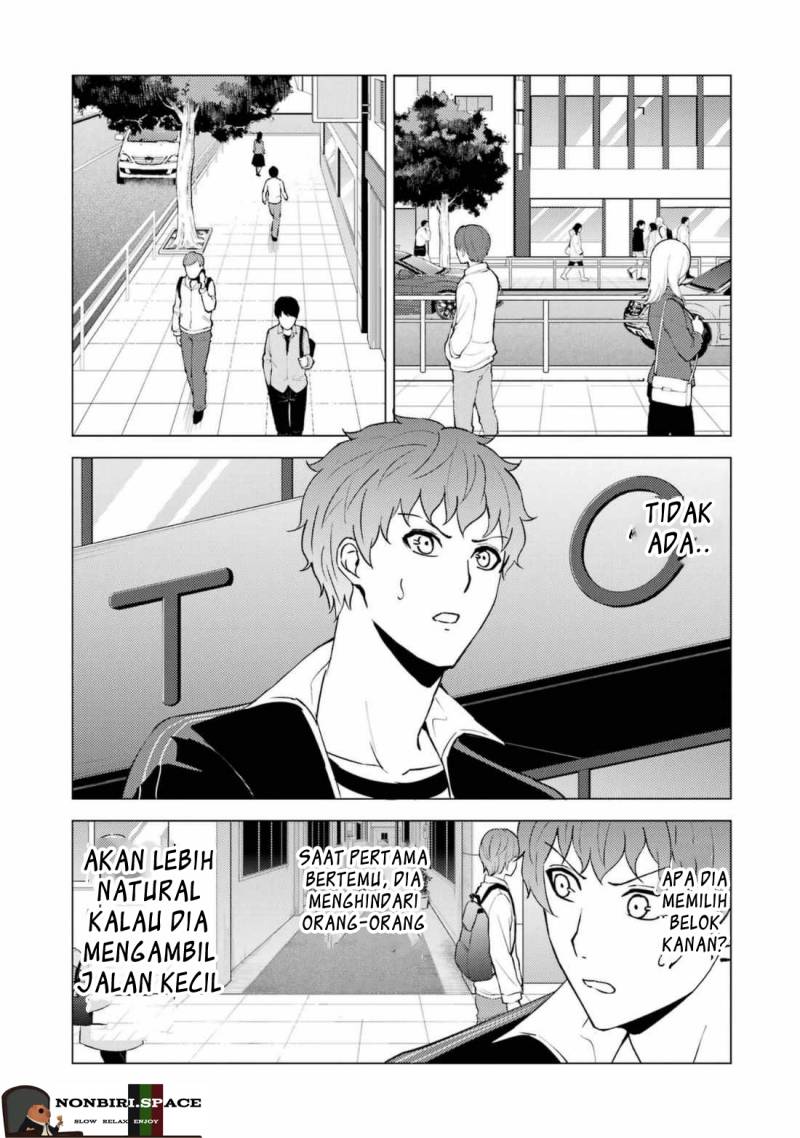 TIDAK
ADA..
T O
APA DIA
MEMILIH
BELOK
KANAN?
SAAT PERTAMA
BERTEMU, DIA
MENGHINDARI
ORANG-ORANG
AKAN LEBIH
NATURAL
KALAU DIA
MENGAMBIL
JALAN KECIL
NONBIRI.SPACE
SLOW RELAX ENJOY